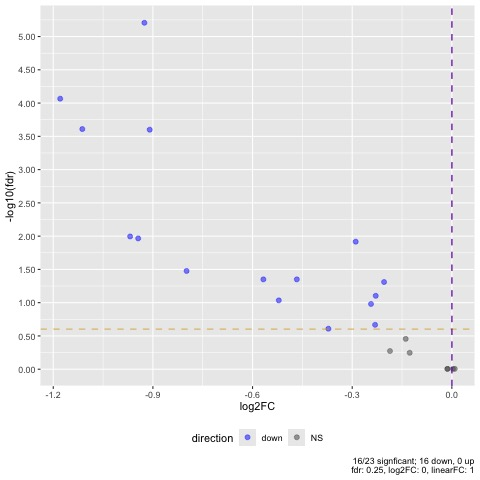 5.00
4.50
4.00
3.50
3.00
2.50
2.00
1.50
1.00
0.50
0.00
-log10(fdr)
-1.2 -0.9 -0.6 -0.3 0.0
log2FC
direction down NS
16/23 signficant; 16 down, 0 up
fdr: 0.25, log2FC: 0, linearFC: 1